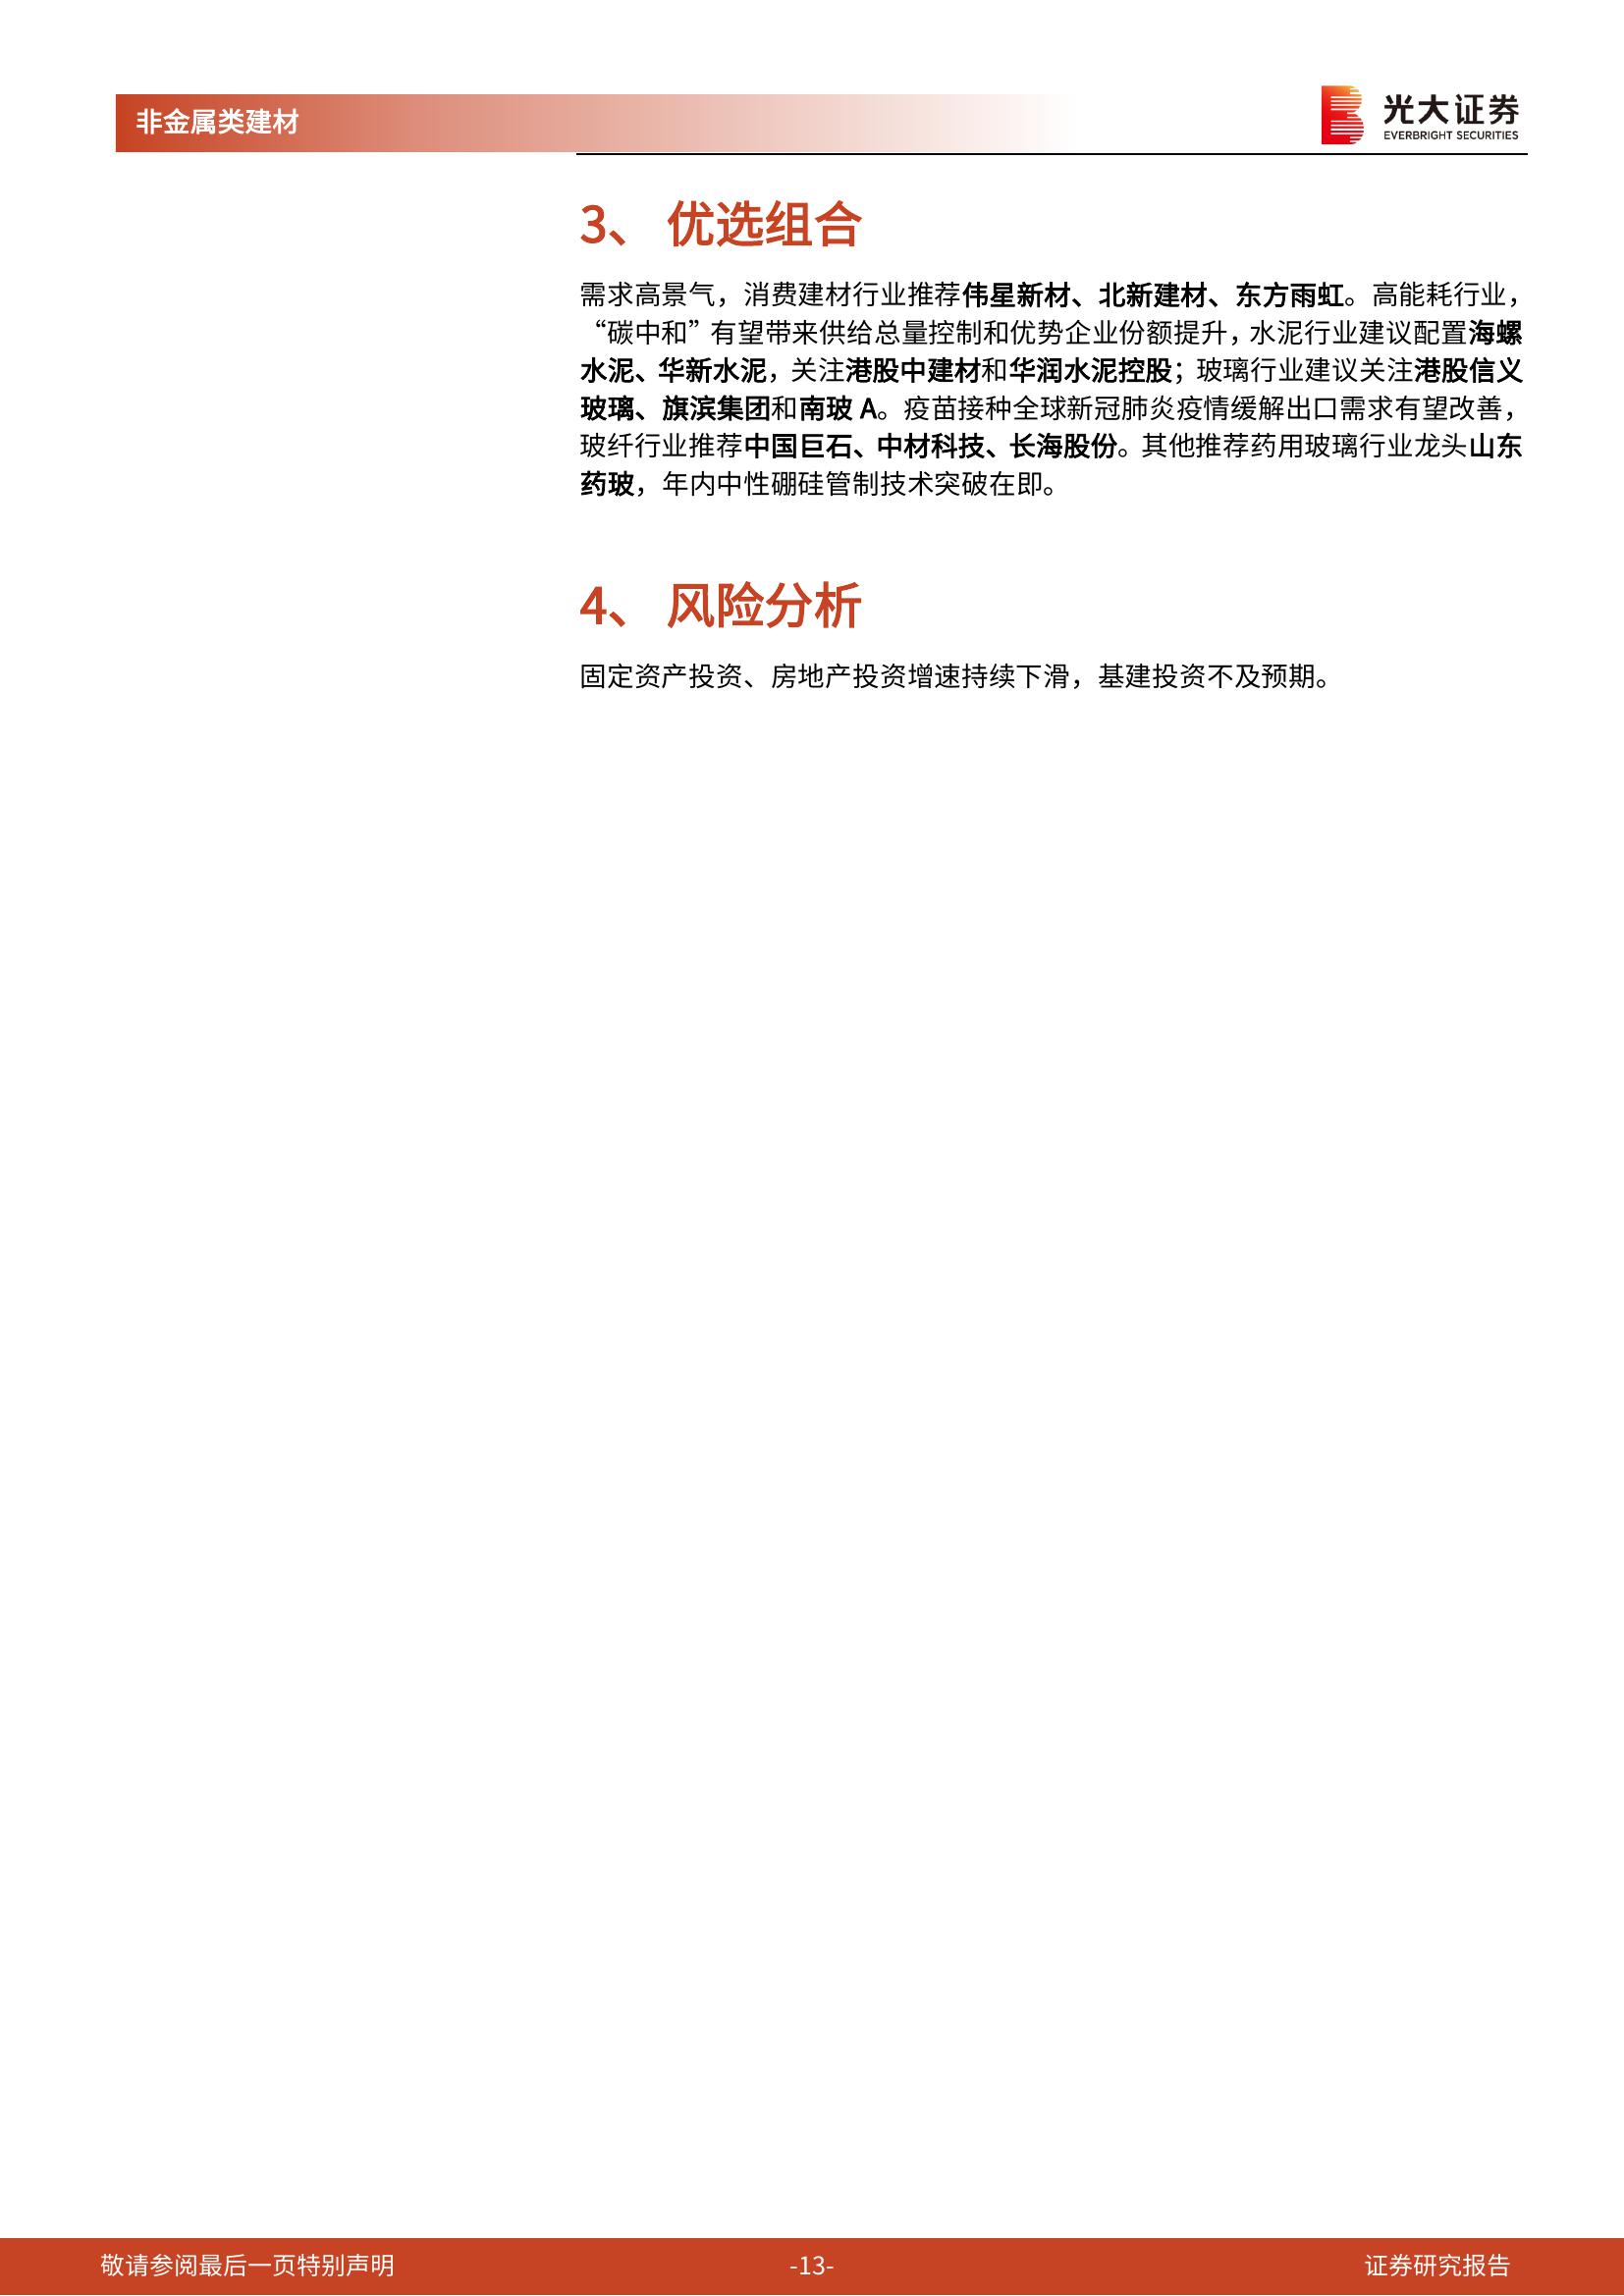 非金属类建材
光大证券
EVERBRIGHT SECURITIES
3、 优选组合
需求高景气，消费建材行业推荐伟星新材、北新建材、东方雨虹。高能耗行业，
“碳中和”有望带来供给总量控制和优势企业份额提升，水泥行业建议配置海螺
水泥、华新水泥，关注港股中建材和华润水泥控股；玻璃行业建议关注港股信义
玻璃、旗滨集团和南玻 A。疫苗接种全球新冠肺炎疫情缓解出口需求有望改善，
玻纤行业推荐中国巨石、中材科技、长海股份。其他推荐药用玻璃行业龙头山东
药玻，年内中性硼硅管制技术突破在即。
4、 风险分析
固定资产投资、房地产投资增速持续下滑，基建投资不及预期。
敬请参阅最后一页特别声明
-13-
证券研究报告